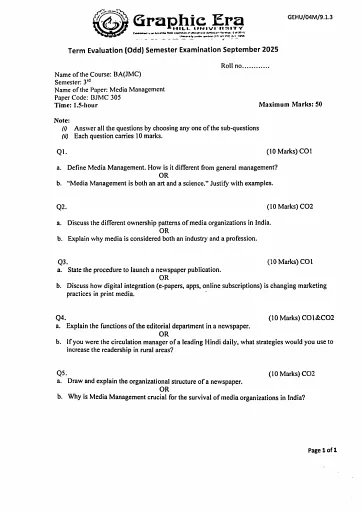 GEHU/04M/9.1.3
Graphic Era
HILL UNIVERSITY
Term Evaluation (Odd) Semester Examination September 2025
Roll no............
Name of the Course: BA(JMC)
Semester: 3rd
Name of the Paper: Media Management
Paper Code: BJMC 305
Time: 1.5-hour Maximum Marks: 50
Note:
(i) Answer all the questions by choosing any one of the sub-questions
(ii) Each question carries 10 marks.
Q1. (10 Marks) CO1
a. Define Media Management. How is it different from general management?
OR
b. "Media Management is both an art and a science." Justify with examples.
Q2. (10 Marks) CO2
a. Discuss the different ownership patterns of media organizations in India.
OR
b. Explain why media is considered both an industry and a profession.
Q3. (10 Marks) CO1
a. State the procedure to launch a newspaper publication.
OR
b. Discuss how digital integration (e-papers, apps, online subscriptions) is changing marketing
practices in print media.
Q4. (10 Marks) CO1&CO2
a. Explain the functions of the editorial department in a newspaper.
OR
b. If you were the circulation manager of a leading Hindi daily, what strategies would you use to
increase the readership in rural areas?
Q5. (10 Marks) CO2
a. Draw and explain the organizational structure of a newspaper.
OR
b. Why is Media Management crucial for the survival of media organizations in India?
Page 1 of 1